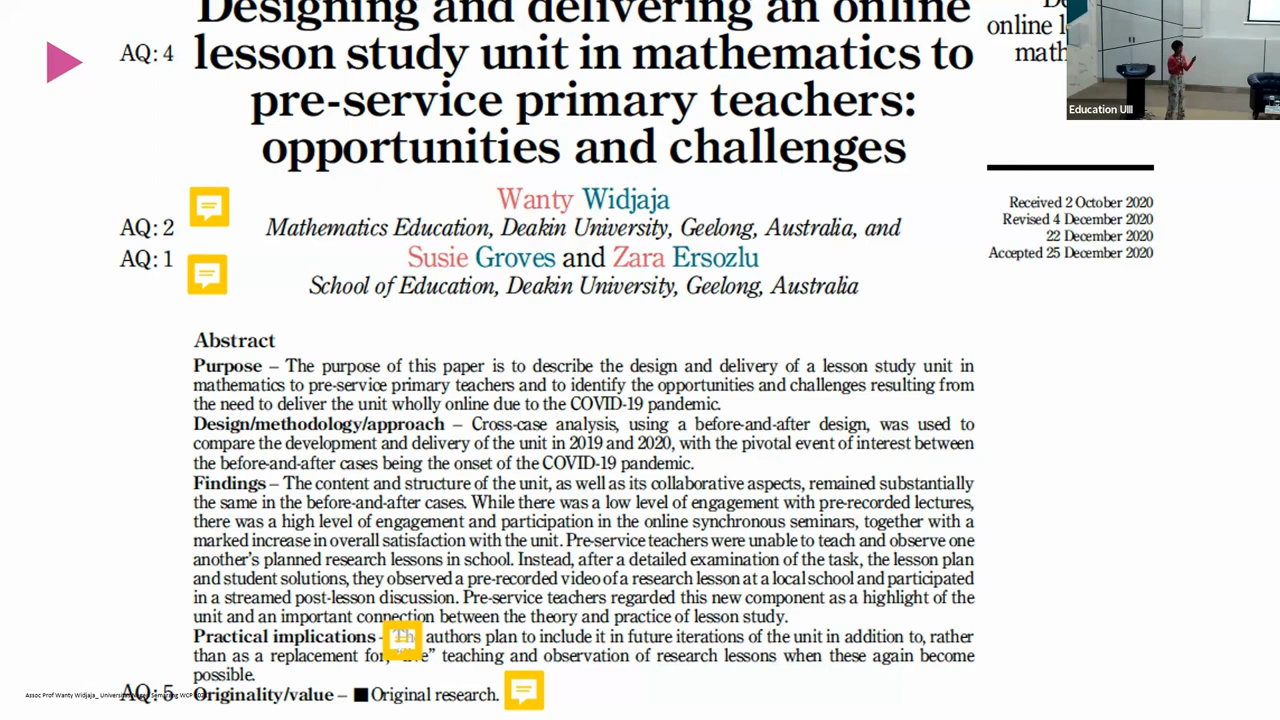 Designing and delivering an online
AQ: 4 lesson study unit in mathematics to
pre-service primary teachers:
opportunities and challenges
online
math
Education UIII
Received 2 October 2020
Revised 4 December 2020
22 December 2020
Accepted 25 December 2020
Wanty Widjaja
AQ: 2 Mathematics Education, Deakin University, Geelong, Australia, and
AQ: 1 Susie Groves and Zara Ersozlu
School of Education, Deakin University, Geelong, Australia
Abstract
Purpose – The purpose of this paper is to describe the design and delivery of a lesson study unit in
mathematics to pre-service primary teachers and to identify the opportunities and challenges resulting from
the need to deliver the unit wholly online due to the COVID-19 pandemic.
Design/methodology/approach – Cross-case analysis, using a before-and-after design, was used to
compare the development and delivery of the unit in 2019 and 2020, with the pivotal event of interest between
the before-and-after cases being the onset of the COVID-19 pandemic.
Findings – The content and structure of the unit, as well as its collaborative aspects, remained substantially
the same in the before-and-after cases. While there was a low level of engagement with pre-recorded lectures,
there was a high level of engagement and participation in the online synchronous seminars, together with a
marked increase in overall satisfaction with the unit. Pre-service teachers were unable to teach and observe one
another's planned research lessons in school. Instead, after a detailed examination of the task, the lesson plan
and student solutions, they observed a pre-recorded video of a research lesson at a local school and participated
in a streamed post-lesson discussion. Pre-service teachers regarded this new component as a highlight of the
unit and an important connection between the theory and practice of lesson study.
Practical implications – The authors plan to include it in future iterations of the unit in addition to, rather
than as a replacement for, "live" teaching and observation of research lessons when these again become
possible.
AQ: 5 Originality/value – ■ Original research.
Assoc Prof Wanty Widjaja_ Semarang WCP